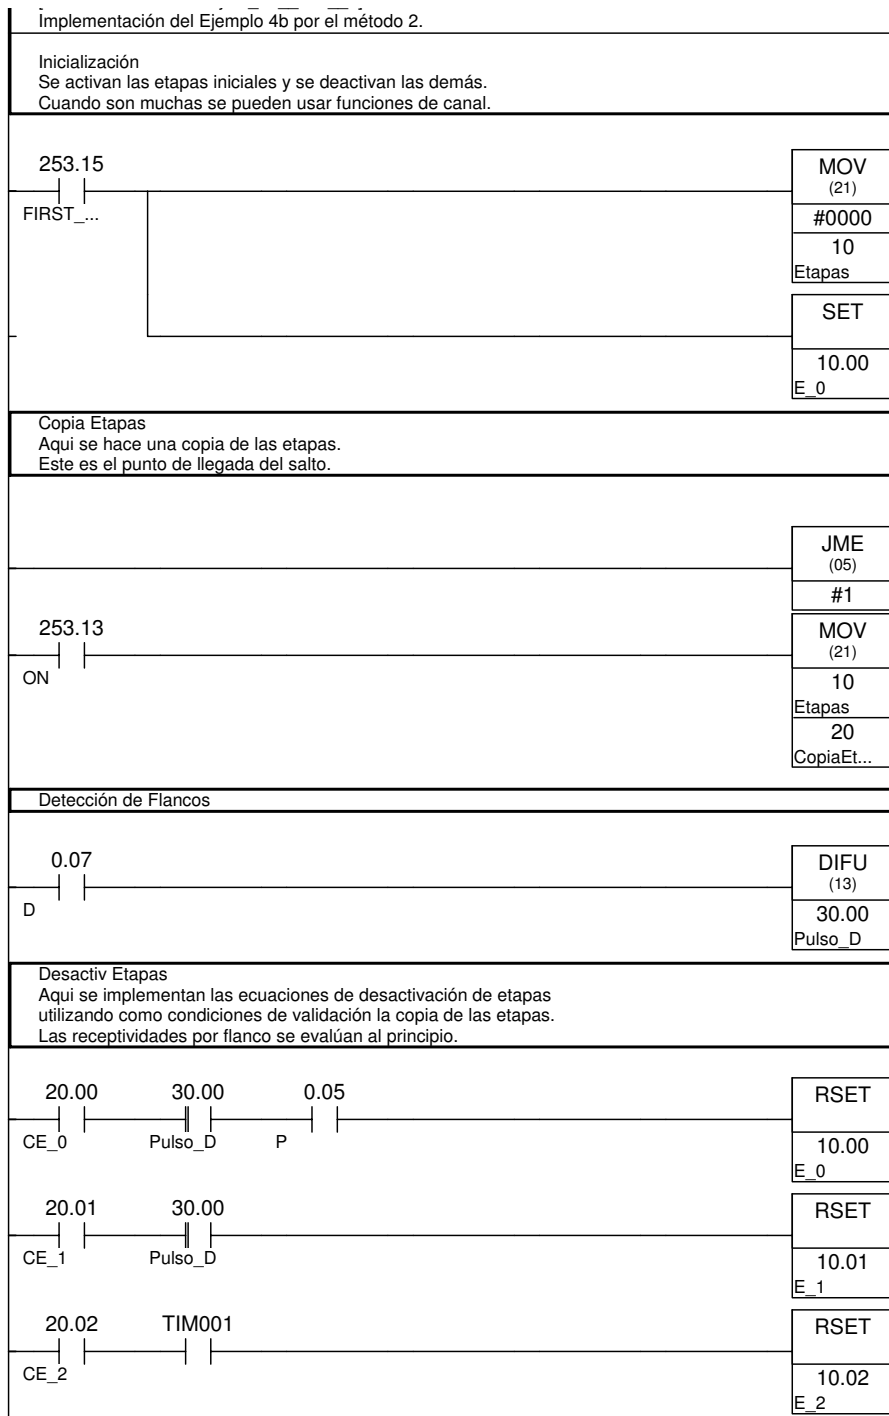 Implementación del Ejemplo 4b por el método 2.
Inicialización
Se activan las etapas iniciales y se deactivan las demás.
Cuando son muchas se pueden usar funciones de canal.
253.15
FIRST_...
MOV
(21)
#0000
10
Etapas
SET
10.00
E_0
Copia Etapas
Aqui se hace una copia de las etapas.
Este es el punto de llegada del salto.
JME
(05)
#1
253.13
ON
MOV
(21)
10
Etapas
20
CopiaEt...
Detección de Flancos
0.07
D
DIFU
(13)
30.00
Pulso_D
Desactiv Etapas
Aqui se implementan las ecuaciones de desactivación de etapas
utilizando como condiciones de validación la copia de las etapas.
Las receptividades por flanco se evalúan al principio.
20.00 30.00 0.05
CE_0 Pulso_D P
RSET
10.00
E_0
20.01 30.00
CE_1 Pulso_D
RSET
10.01
E_1
20.02 TIM001
CE_2
RSET
10.02
E_2